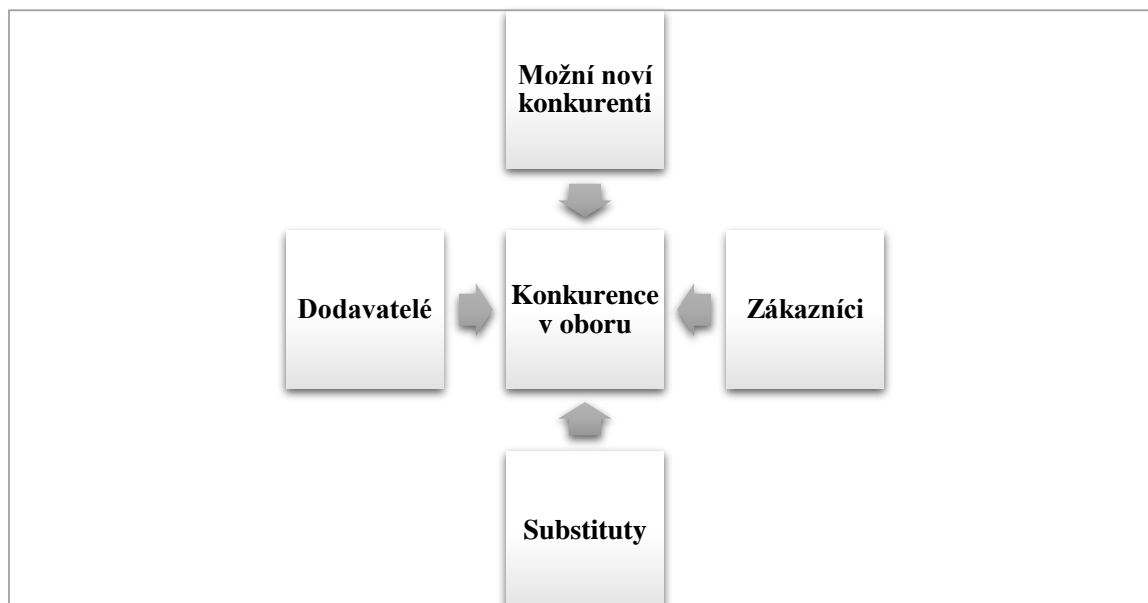 Možní noví
konkurenti
Dodavatelé
Konkurence
v oboru
Zákazníci
Substituty